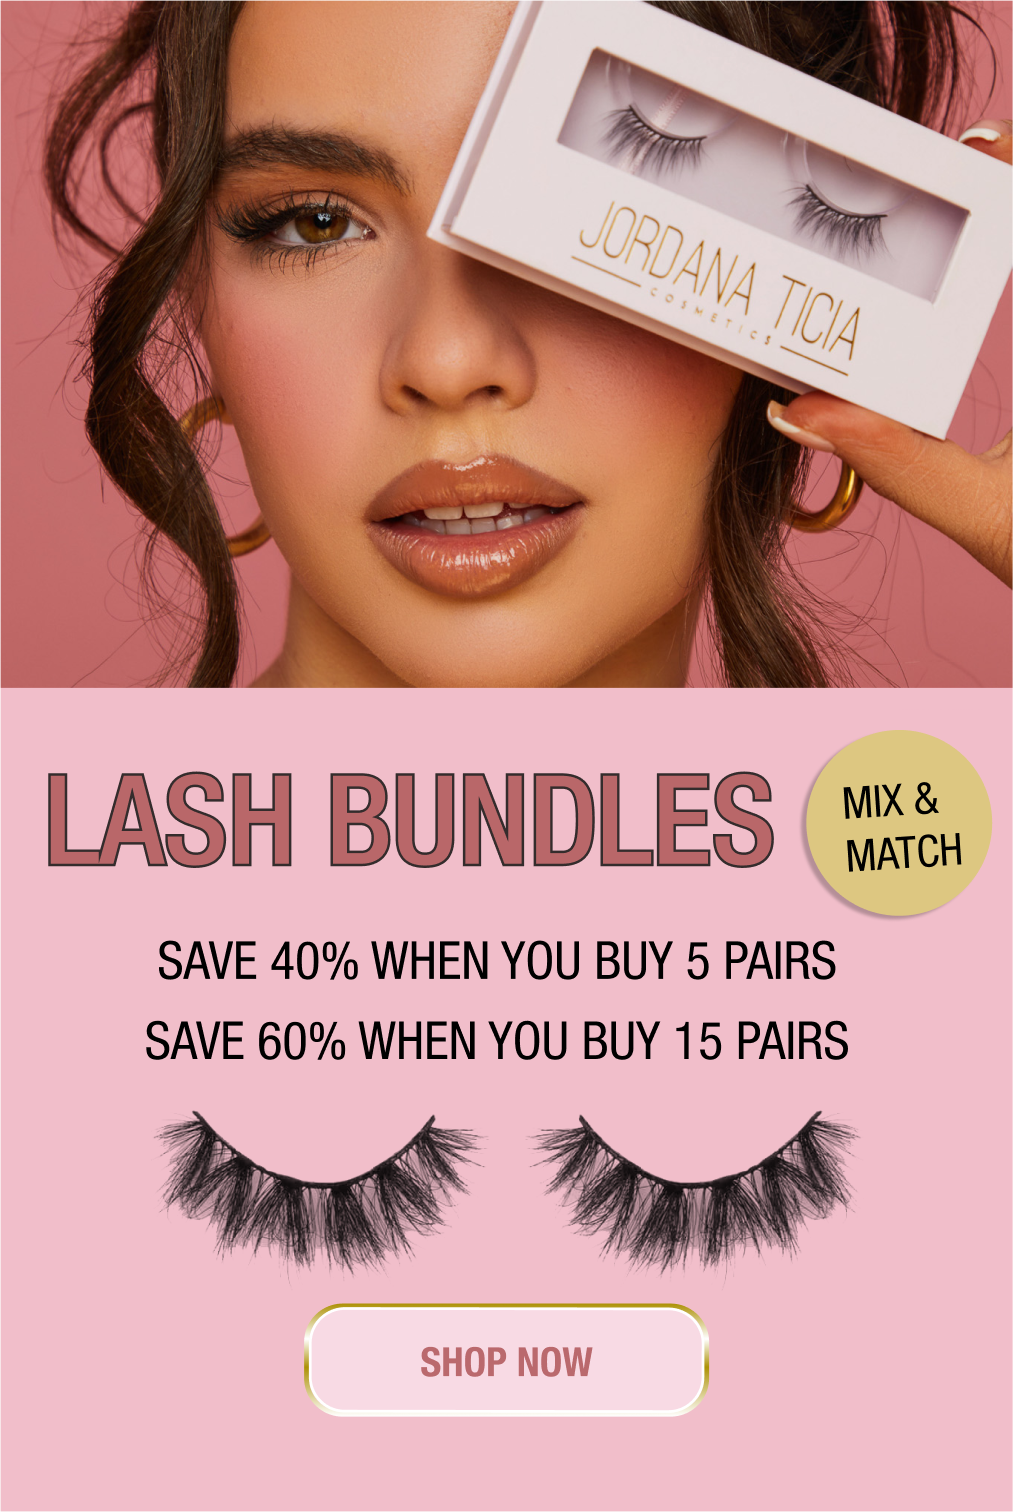 JORDANA TICIA
COSMETICS
LASH BUNDLES
MIX &
MATCH
SAVE 40% WHEN YOU BUY 5 PAIRS
SAVE 60% WHEN YOU BUY 15 PAIRS
SHOP NOW